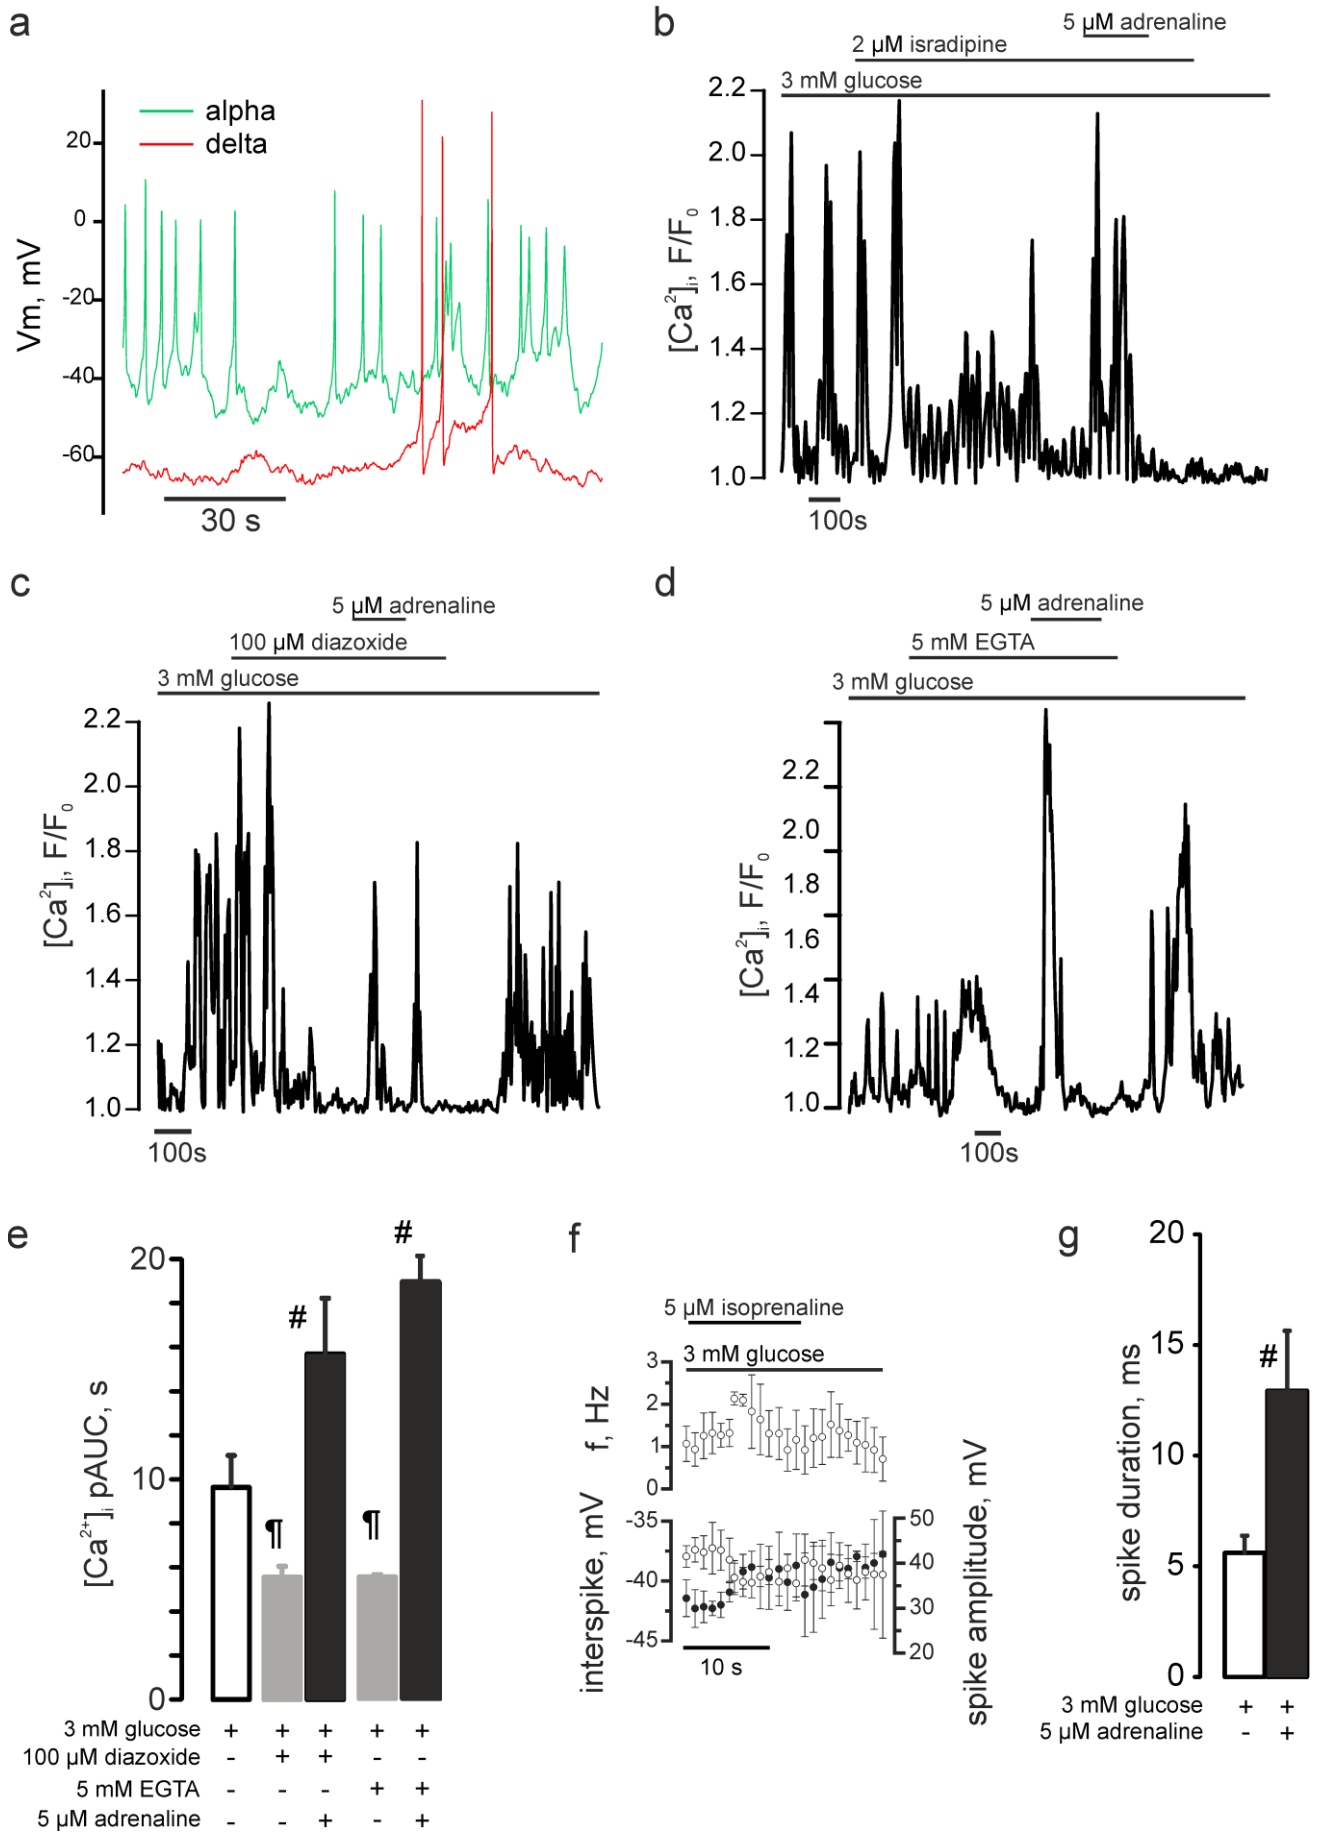 a
alpha
delta
20
0
-20
-40
-60
Vm, mV
30 s
b
5 µM adrenaline
2 µM isradipine
3 mM glucose
2.2
2.0
1.8
1.6
1.4
1.2
1.0
[Ca²]i, F/F0
100s
c
5 µM adrenaline
100 µM diazoxide
3 mM glucose
2.2
2.0
1.8
1.6
1.4
1.2
1.0
[Ca²]i, F/F0
100s
d
5 µM adrenaline
5 mM EGTA
3 mM glucose
2.2
2.0
1.8
1.6
1.4
1.2
1.0
[Ca²]i, F/F0
100s
e
20
10
0
[Ca²⁺]i pAUC, s
#
#
¶
¶
3 mM glucose + + + + +
100 µM diazoxide - + + - -
5 mM EGTA - - - + +
5 µM adrenaline - - + - +
f
5 µM isoprenaline
3 mM glucose
3
2
1
0
f, Hz
-35
-40
-45
interspike, mV
50
40
30
20
spike amplitude, mV
10 s
g
20
15
10
5
0
spike duration, ms
#
3 mM glucose + +
5 µM adrenaline - +